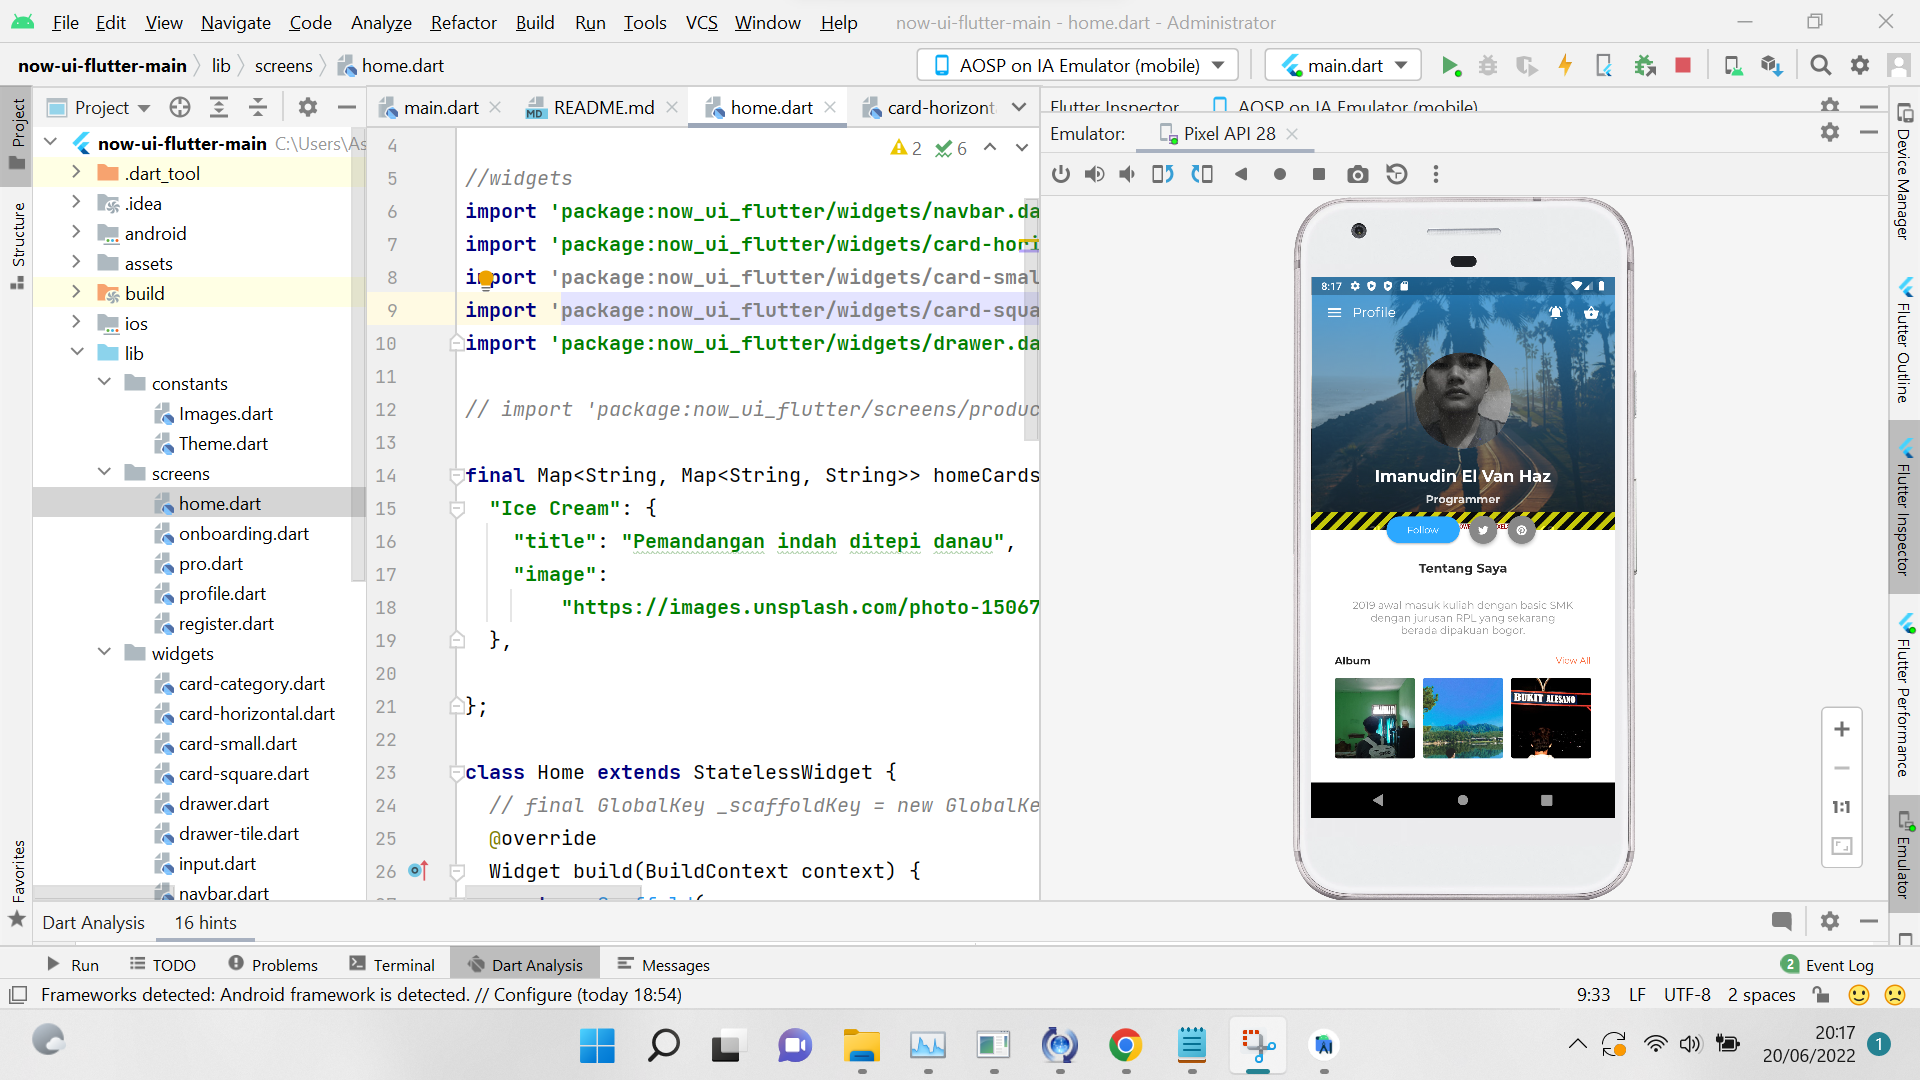 File Edit View Navigate Code Analyze Refactor Build Run Tools VCS Window Help now-ui-flutter-main - home.dart - Administrator
now-ui-flutter-main lib screens home.dart AOSP on IA Emulator (mobile) main.dart
Project main.dart README.md home.dart card-horizont Flutter Inspector AOSP on IA Emulator (mobile)
Emulator: Pixel API 28
Project
Structure
Favorites
now-ui-flutter-main C:\Users\As
.dart_tool
.idea
android
assets
build
ios
lib
constants
Images.dart
Theme.dart
screens
home.dart
onboarding.dart
pro.dart
profile.dart
register.dart
widgets
card-category.dart
card-horizontal.dart
card-small.dart
card-square.dart
drawer.dart
drawer-tile.dart
input.dart
navbar.dart
2 6
4
5 //widgets
6 import 'package:now_ui_flutter/widgets/navbar.da
7 import 'package:now_ui_flutter/widgets/card-hori
8 import 'package:now_ui_flutter/widgets/card-smal
9 import 'package:now_ui_flutter/widgets/card-squa
10 import 'package:now_ui_flutter/widgets/drawer.da
11
12 // import 'package:now_ui_flutter/screens/produc
13
14 final Map<String, Map<String, String>> homeCards
15 "Ice Cream": {
16 "title": "Pemandangan indah ditepi danau",
17 "image":
18 "https://images.unsplash.com/photo-15067
19 },
20
21 };
22
23 class Home extends StatelessWidget {
24 // final GlobalKey _scaffoldKey = new GlobalKe
25 @override
26 Widget build(BuildContext context) {
8:17
Profile
Imanudin El Van Haz
Programmer
Follow
Tentang Saya
2019 awal masuk kuliah dengan basic SMK
dengan jurusan RPL yang sekarang
berada dipakuan bogor.
Album View All
BUKIT ALESANO
1:1
Device Manager
Flutter Outline
Flutter Inspector
Flutter Performance
Emulator
Dart Analysis 16 hints
Run TODO Problems Terminal Dart Analysis Messages 2 Event Log
Frameworks detected: Android framework is detected. // Configure (today 18:54) 9:33 LF UTF-8 2 spaces
20:17
20/06/2022 1